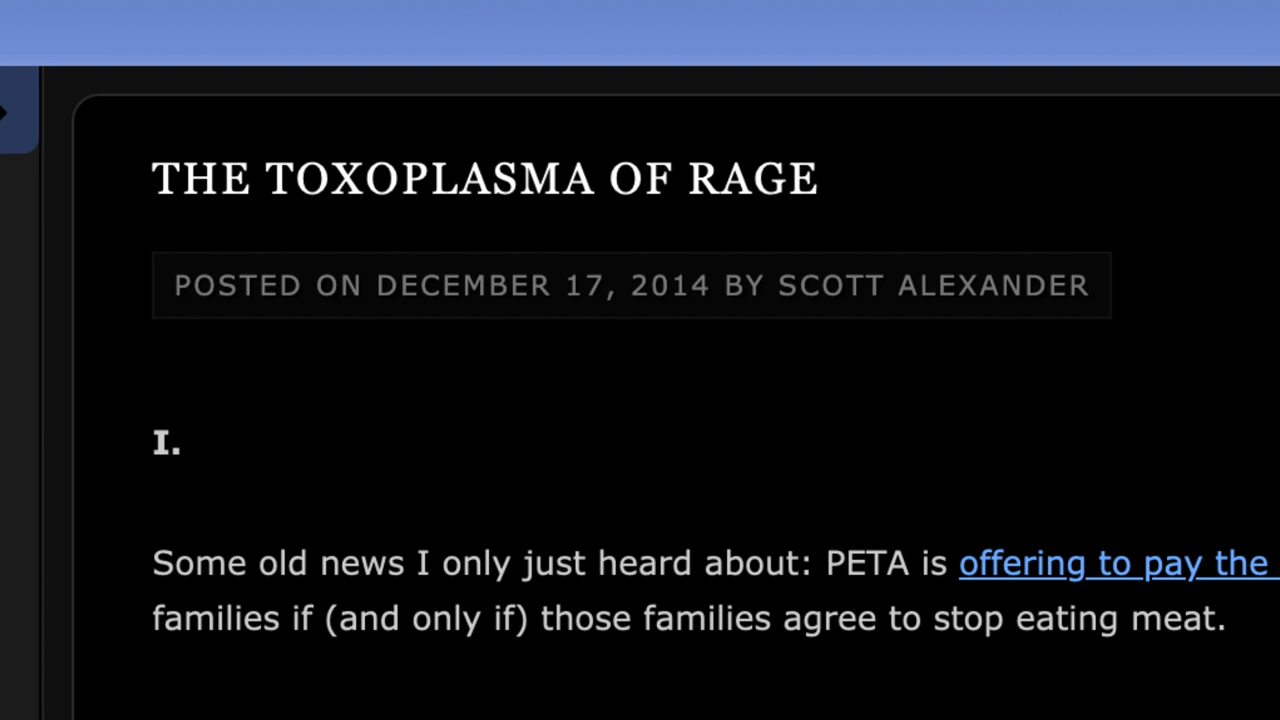 THE TOXOPLASMA OF RAGE
POSTED ON DECEMBER 17, 2014 BY SCOTT ALEXANDER
I.
Some old news I only just heard about: PETA is offering to pay the
families if (and only if) those families agree to stop eating meat.